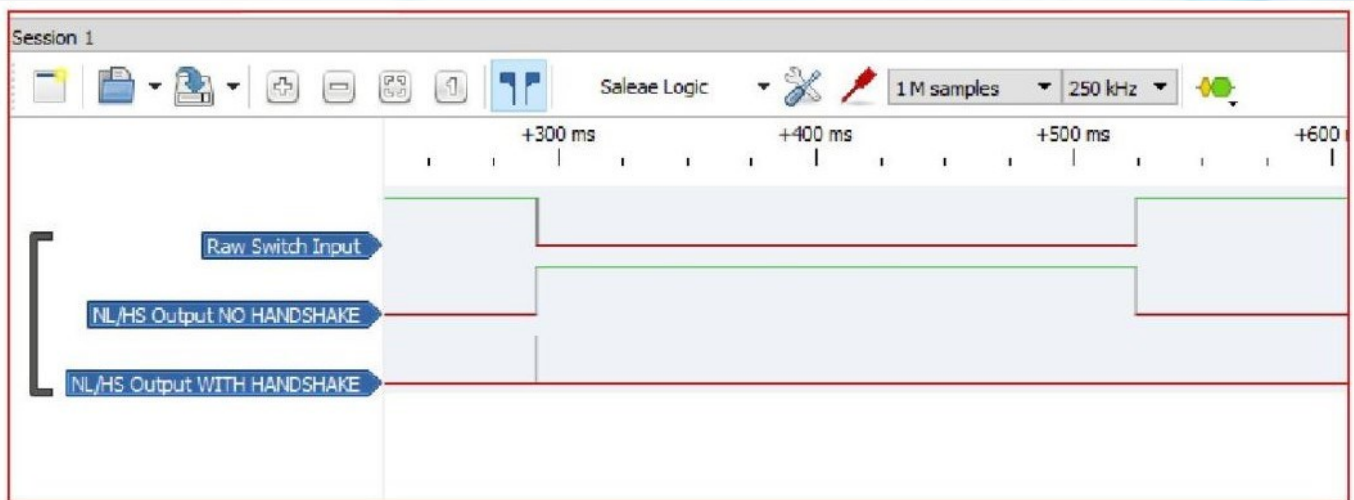 Session 1
Saleae Logic 1 M samples 250 kHz
+300 ms +400 ms +500 ms +600
Raw Switch Input
NL/HS Output NO HANDSHAKE
NL/HS Output WITH HANDSHAKE